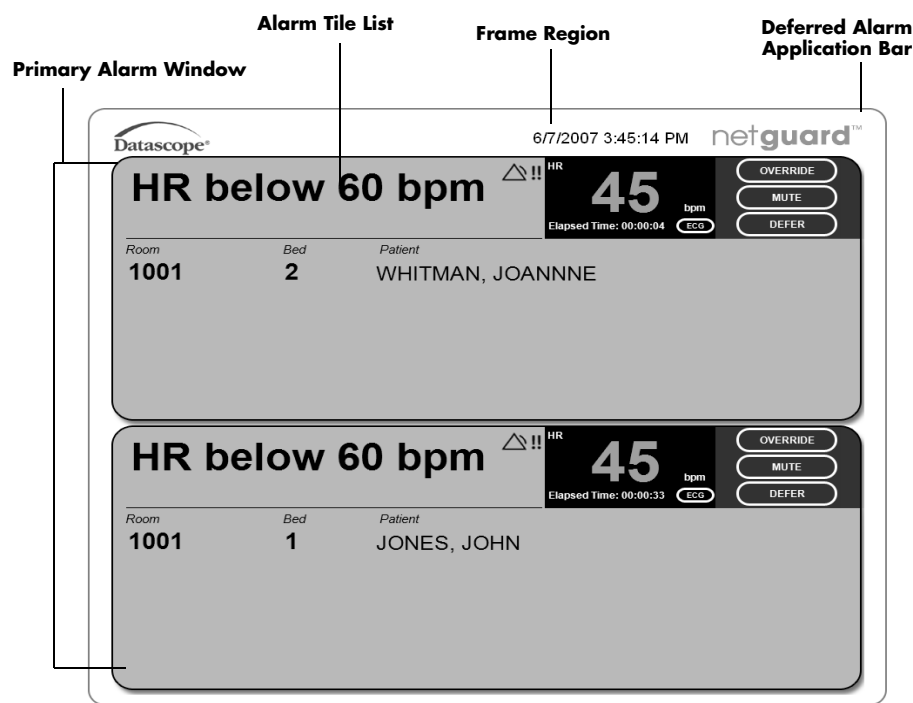 Alarm Tile List
Frame Region
Deferred Alarm
Application Bar
Primary Alarm Window
Datascope®
6/7/2007 3:45:14 PM
netguard™
HR below 60 bpm
!!
HR
45
bpm
Elapsed Time: 00:00:04
ECG
OVERRIDE
MUTE
DEFER
Room
Bed
Patient
1001
2
WHITMAN, JOANNNE
HR below 60 bpm
!!
HR
45
bpm
Elapsed Time: 00:00:33
ECG
OVERRIDE
MUTE
DEFER
Room
Bed
Patient
1001
1
JONES, JOHN